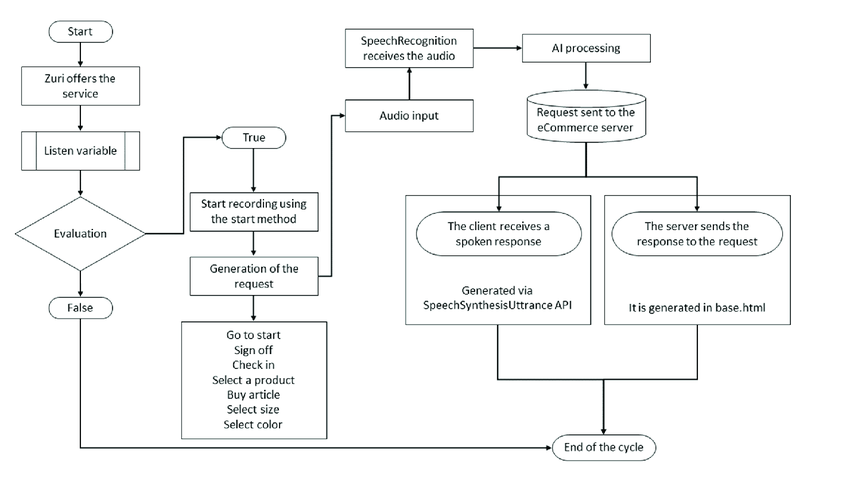 Start
Zuri offers the
service
Listen variable
Evaluation
False
True
Start recording using
the start method
Generation of the
request
Go to start
Sign off
Check in
Select a product
Buy article
Select size
Select color
Audio input
SpeechRecognition
receives the audio
AI processing
Request sent to the
eCommerce server
The client receives a
spoken response
Generated via
SpeechSynthesisUttrance API
The server sends the
response to the request
It is generated in base.html
End of the cycle